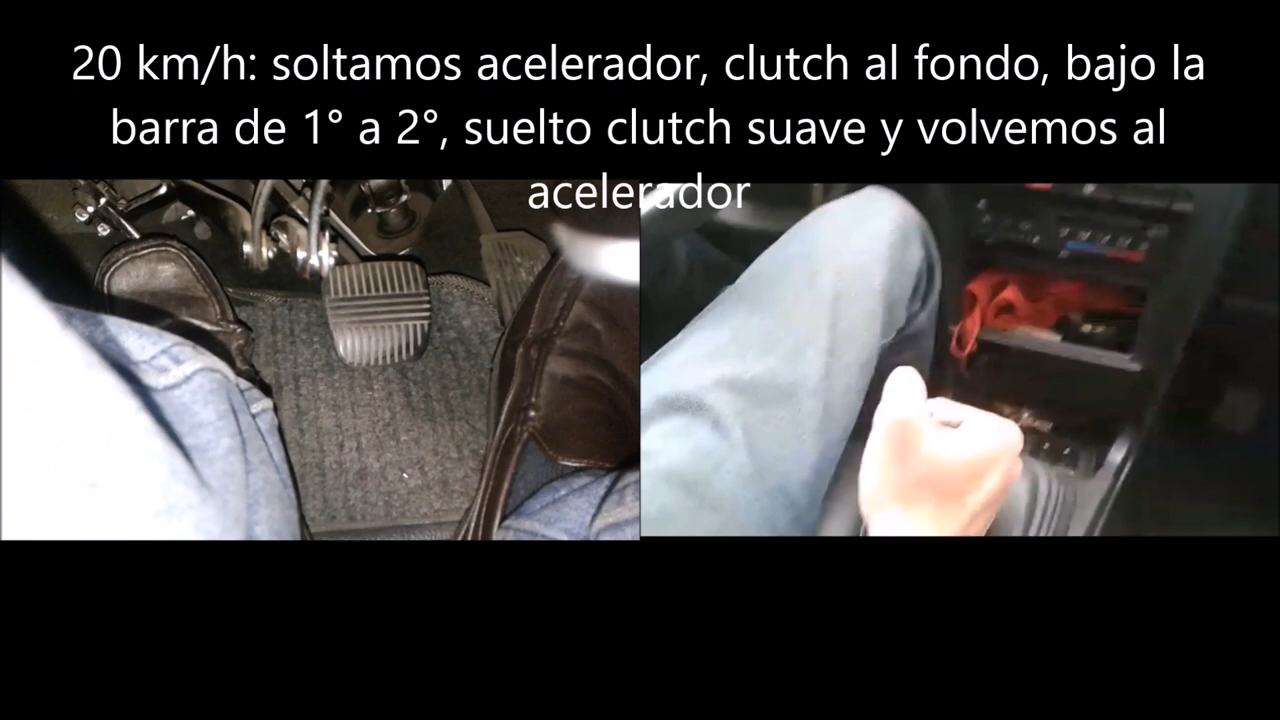 20 km/h: soltamos acelerador, clutch al fondo, bajo la
barra de 1° a 2°, suelto clutch suave y volvemos al
acelerador